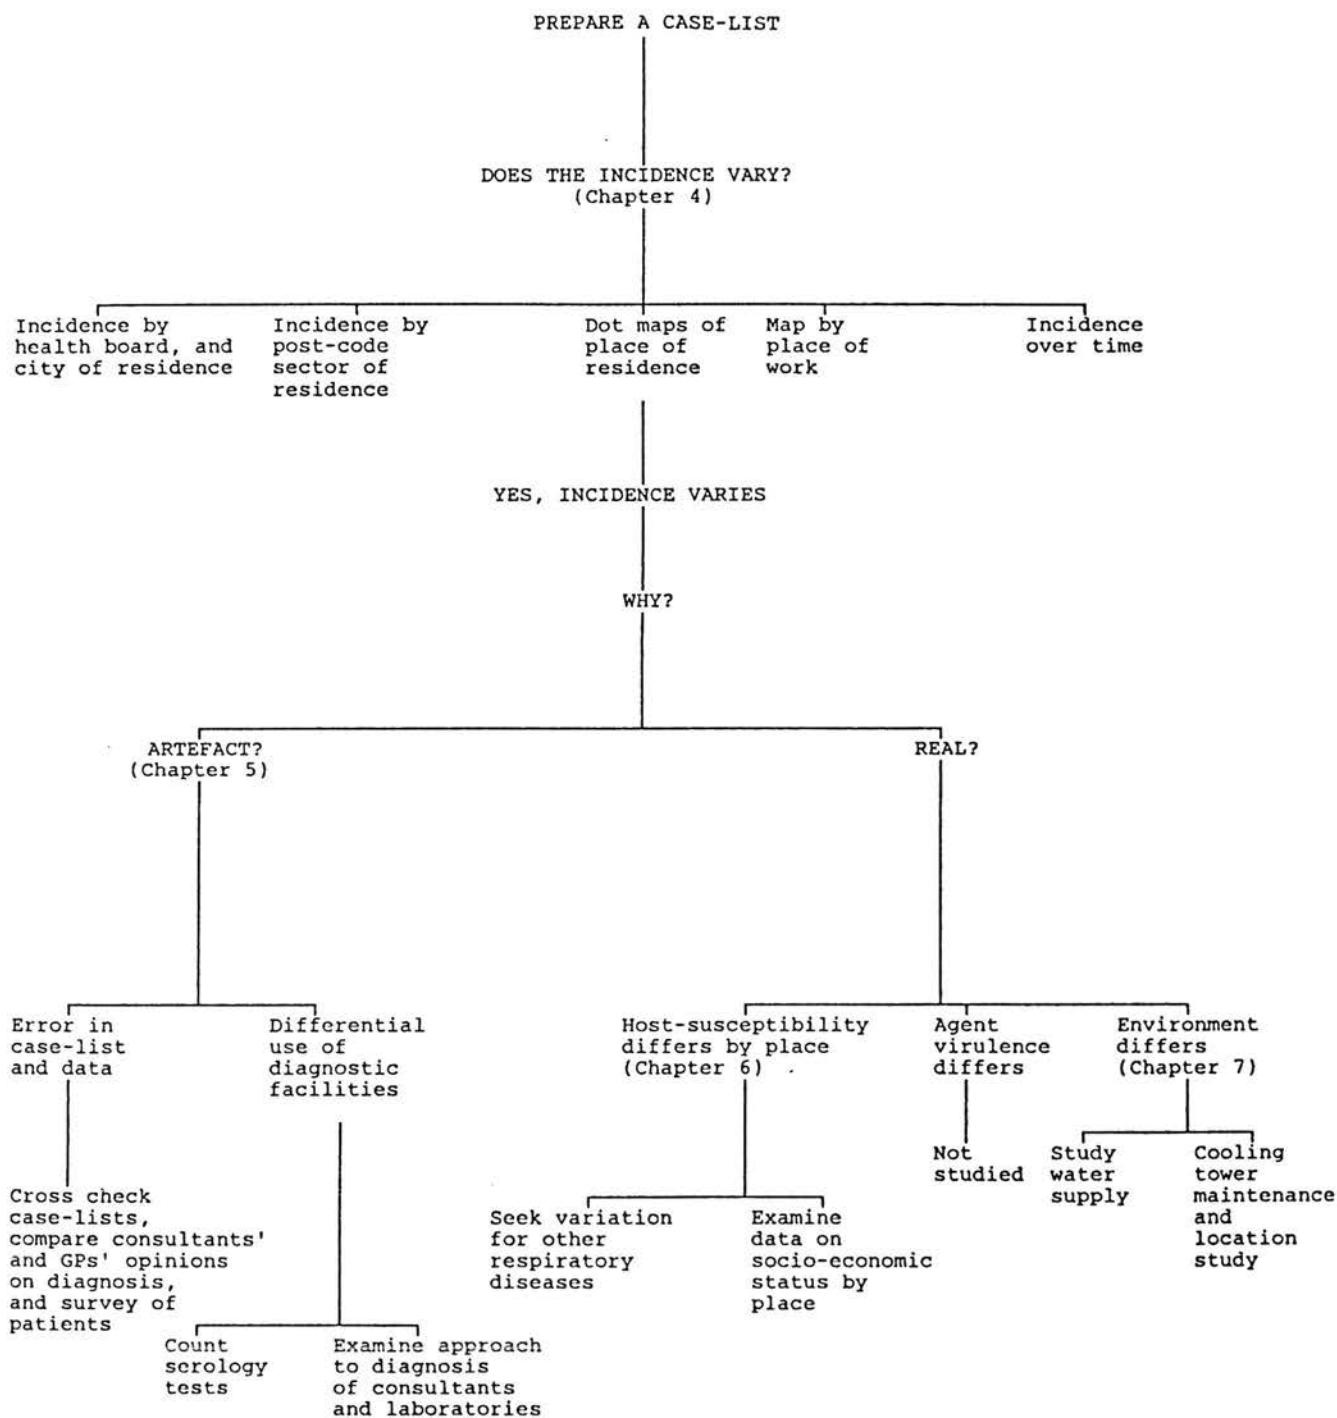 PREPARE A CASE-LIST
DOES THE INCIDENCE VARY?
(Chapter 4)
Incidence by
health board, and
city of residence
Incidence by
post-code
sector of
residence
Dot maps of
place of
residence
Map by
place of
work
Incidence
over time
YES, INCIDENCE VARIES
WHY?
ARTEFACT?
(Chapter 5)
REAL?
Error in
case-list
and data
Differential
use of
diagnostic
facilities
Host-susceptibility
differs by place
(Chapter 6)
Agent
virulence
differs
Environment
differs
(Chapter 7)
Not
studied
Study
water
supply
Cooling
tower
maintenance
and
location
study
Cross check
case-lists,
compare consultants'
and GPs' opinions
on diagnosis,
and survey of
patients
Seek variation
for other
respiratory
diseases
Examine
data on
socio-economic
status by
place
Count
serology
tests
Examine approach
to diagnosis
of consultants
and laboratories